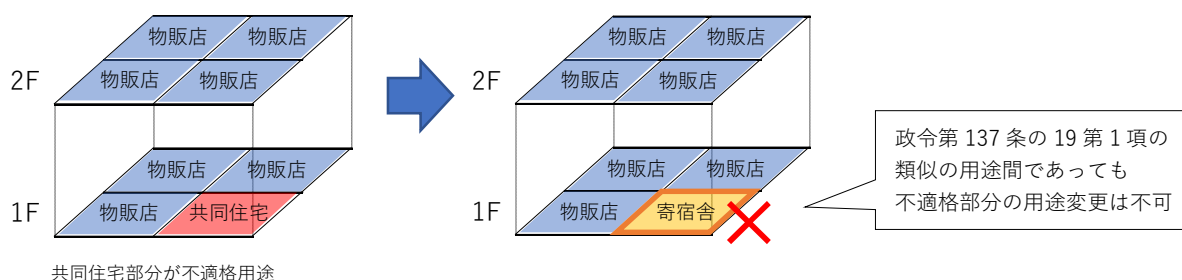 物販店 物販店
2F 物販店 物販店
物販店 物販店
1F 物販店 共同住宅
共同住宅部分が不適格用途
物販店 物販店
2F 物販店 物販店
物販店 物販店
1F 物販店 寄宿舎
政令第 137 条の 19 第 1 項の
類似の用途間であっても
不適格部分の用途変更は不可